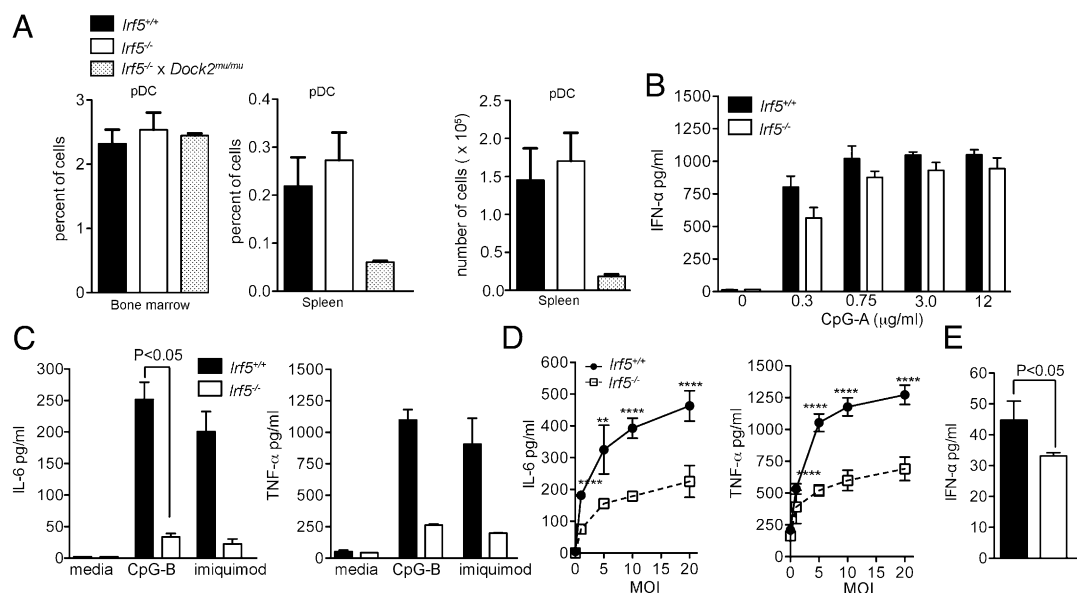 A
Irf5+/+
Irf5-/-
Irf5-/- x Dock2mu/mu
pDC
percent of cells
3
2
1
0
Bone marrow
pDC
percent of cells
0.4
0.3
0.2
0.1
0.0
Spleen
pDC
number of cells ( x 10⁵)
2.5
2.0
1.5
1.0
0.5
0.0
Spleen
B
Irf5+/+
Irf5-/-
IFN-α pg/ml
1500
1250
1000
750
500
250
0
0 0.3 0.75 3.0 12
CpG-A (μg/ml)
C
P<0.05
Irf5+/+
Irf5-/-
IL-6 pg/ml
300
250
200
150
100
50
0
media CpG-B imiquimod
TNF-α pg/ml
1500
1250
1000
750
500
250
0
media CpG-B imiquimod
D
Irf5+/+
Irf5-/-
IL-6 pg/ml
600
500
400
300
200
100
0
****
**
****
****
0 5 10 15 20
MOI
TNF-α pg/ml
1500
1250
1000
750
500
250
0
****
****
****
****
0 5 10 15 20
MOI
E
P<0.05
IFN-α pg/ml
60
50
40
30
20
10
0